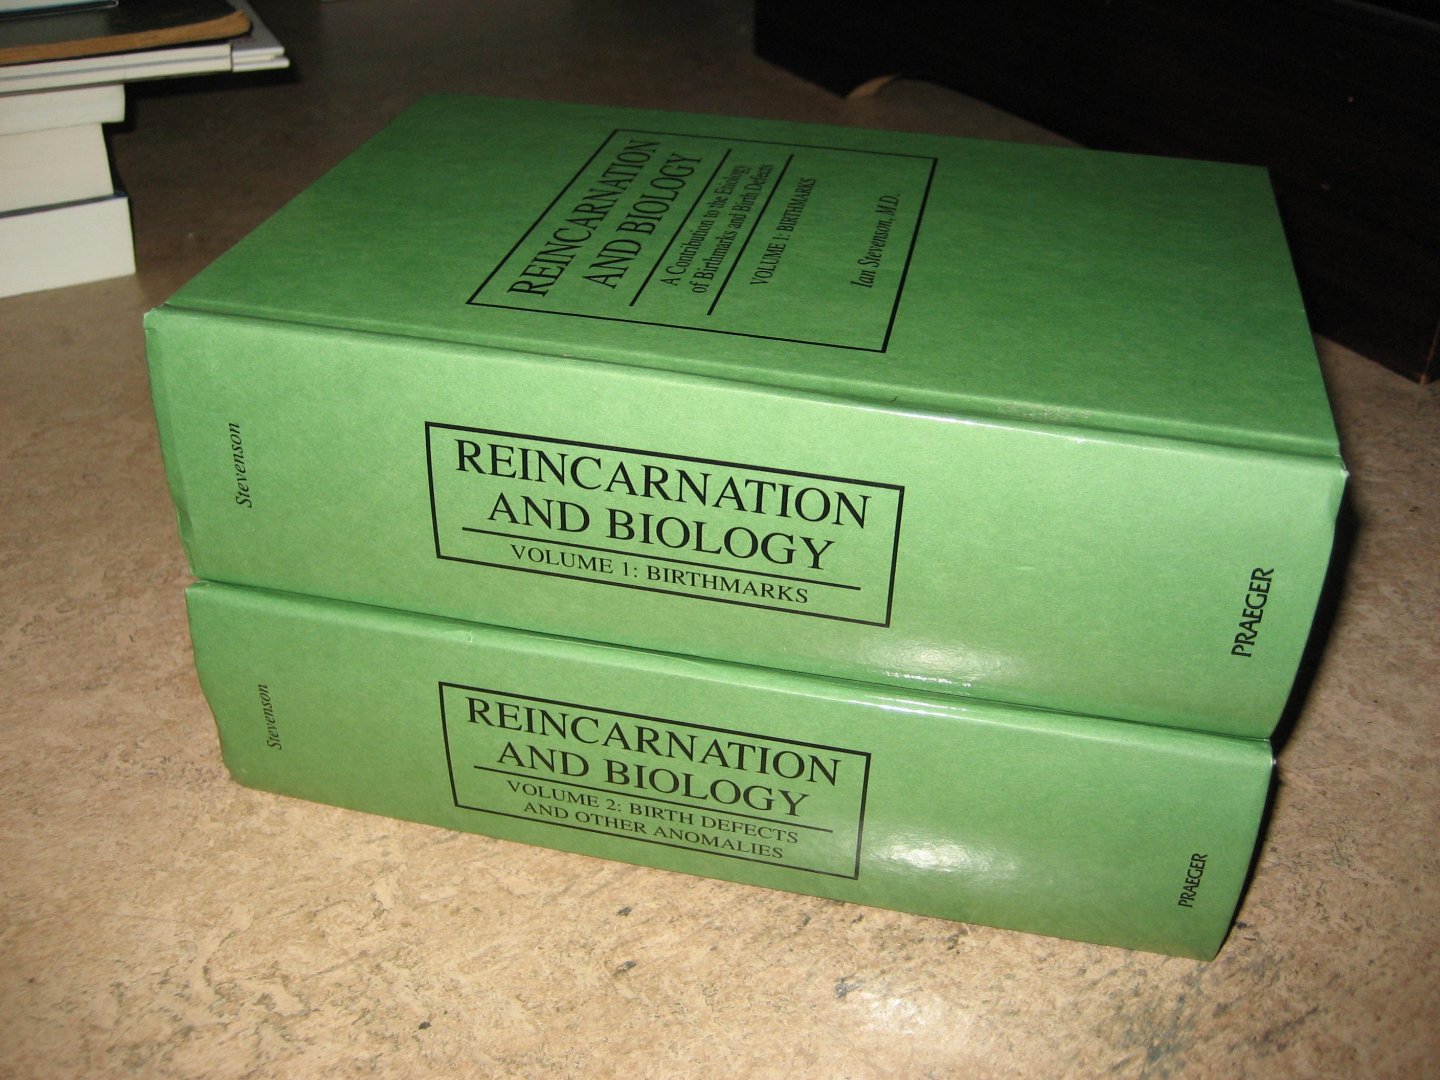 REINCARNATION
AND BIOLOGY
A Contribution to the Etiology
of Birthmarks and Birth Defects
VOLUME 1: BIRTHMARKS
Ian Stevenson, M.D.
Stevenson
REINCARNATION
AND BIOLOGY
VOLUME 1: BIRTHMARKS
PRAEGER
Stevenson
REINCARNATION
AND BIOLOGY
VOLUME 2: BIRTH DEFECTS
AND OTHER ANOMALIES
PRAEGER